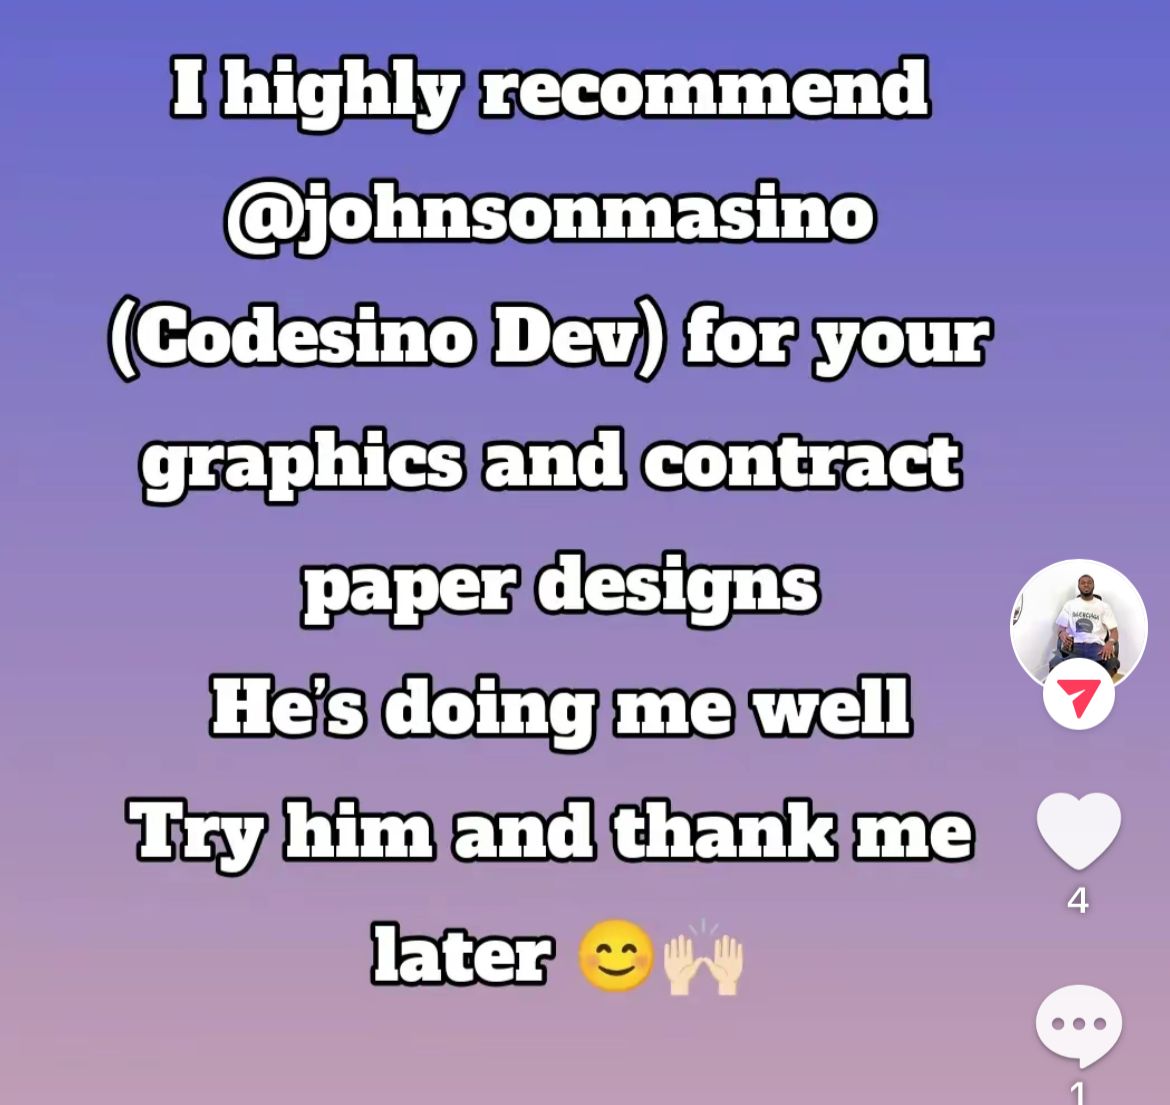 I highly recommend
@johnsonmasino
(Codesino Dev) for your
graphics and contract
paper designs
He's doing me well
Try him and thank me
later 😊🙌🏻
4
1